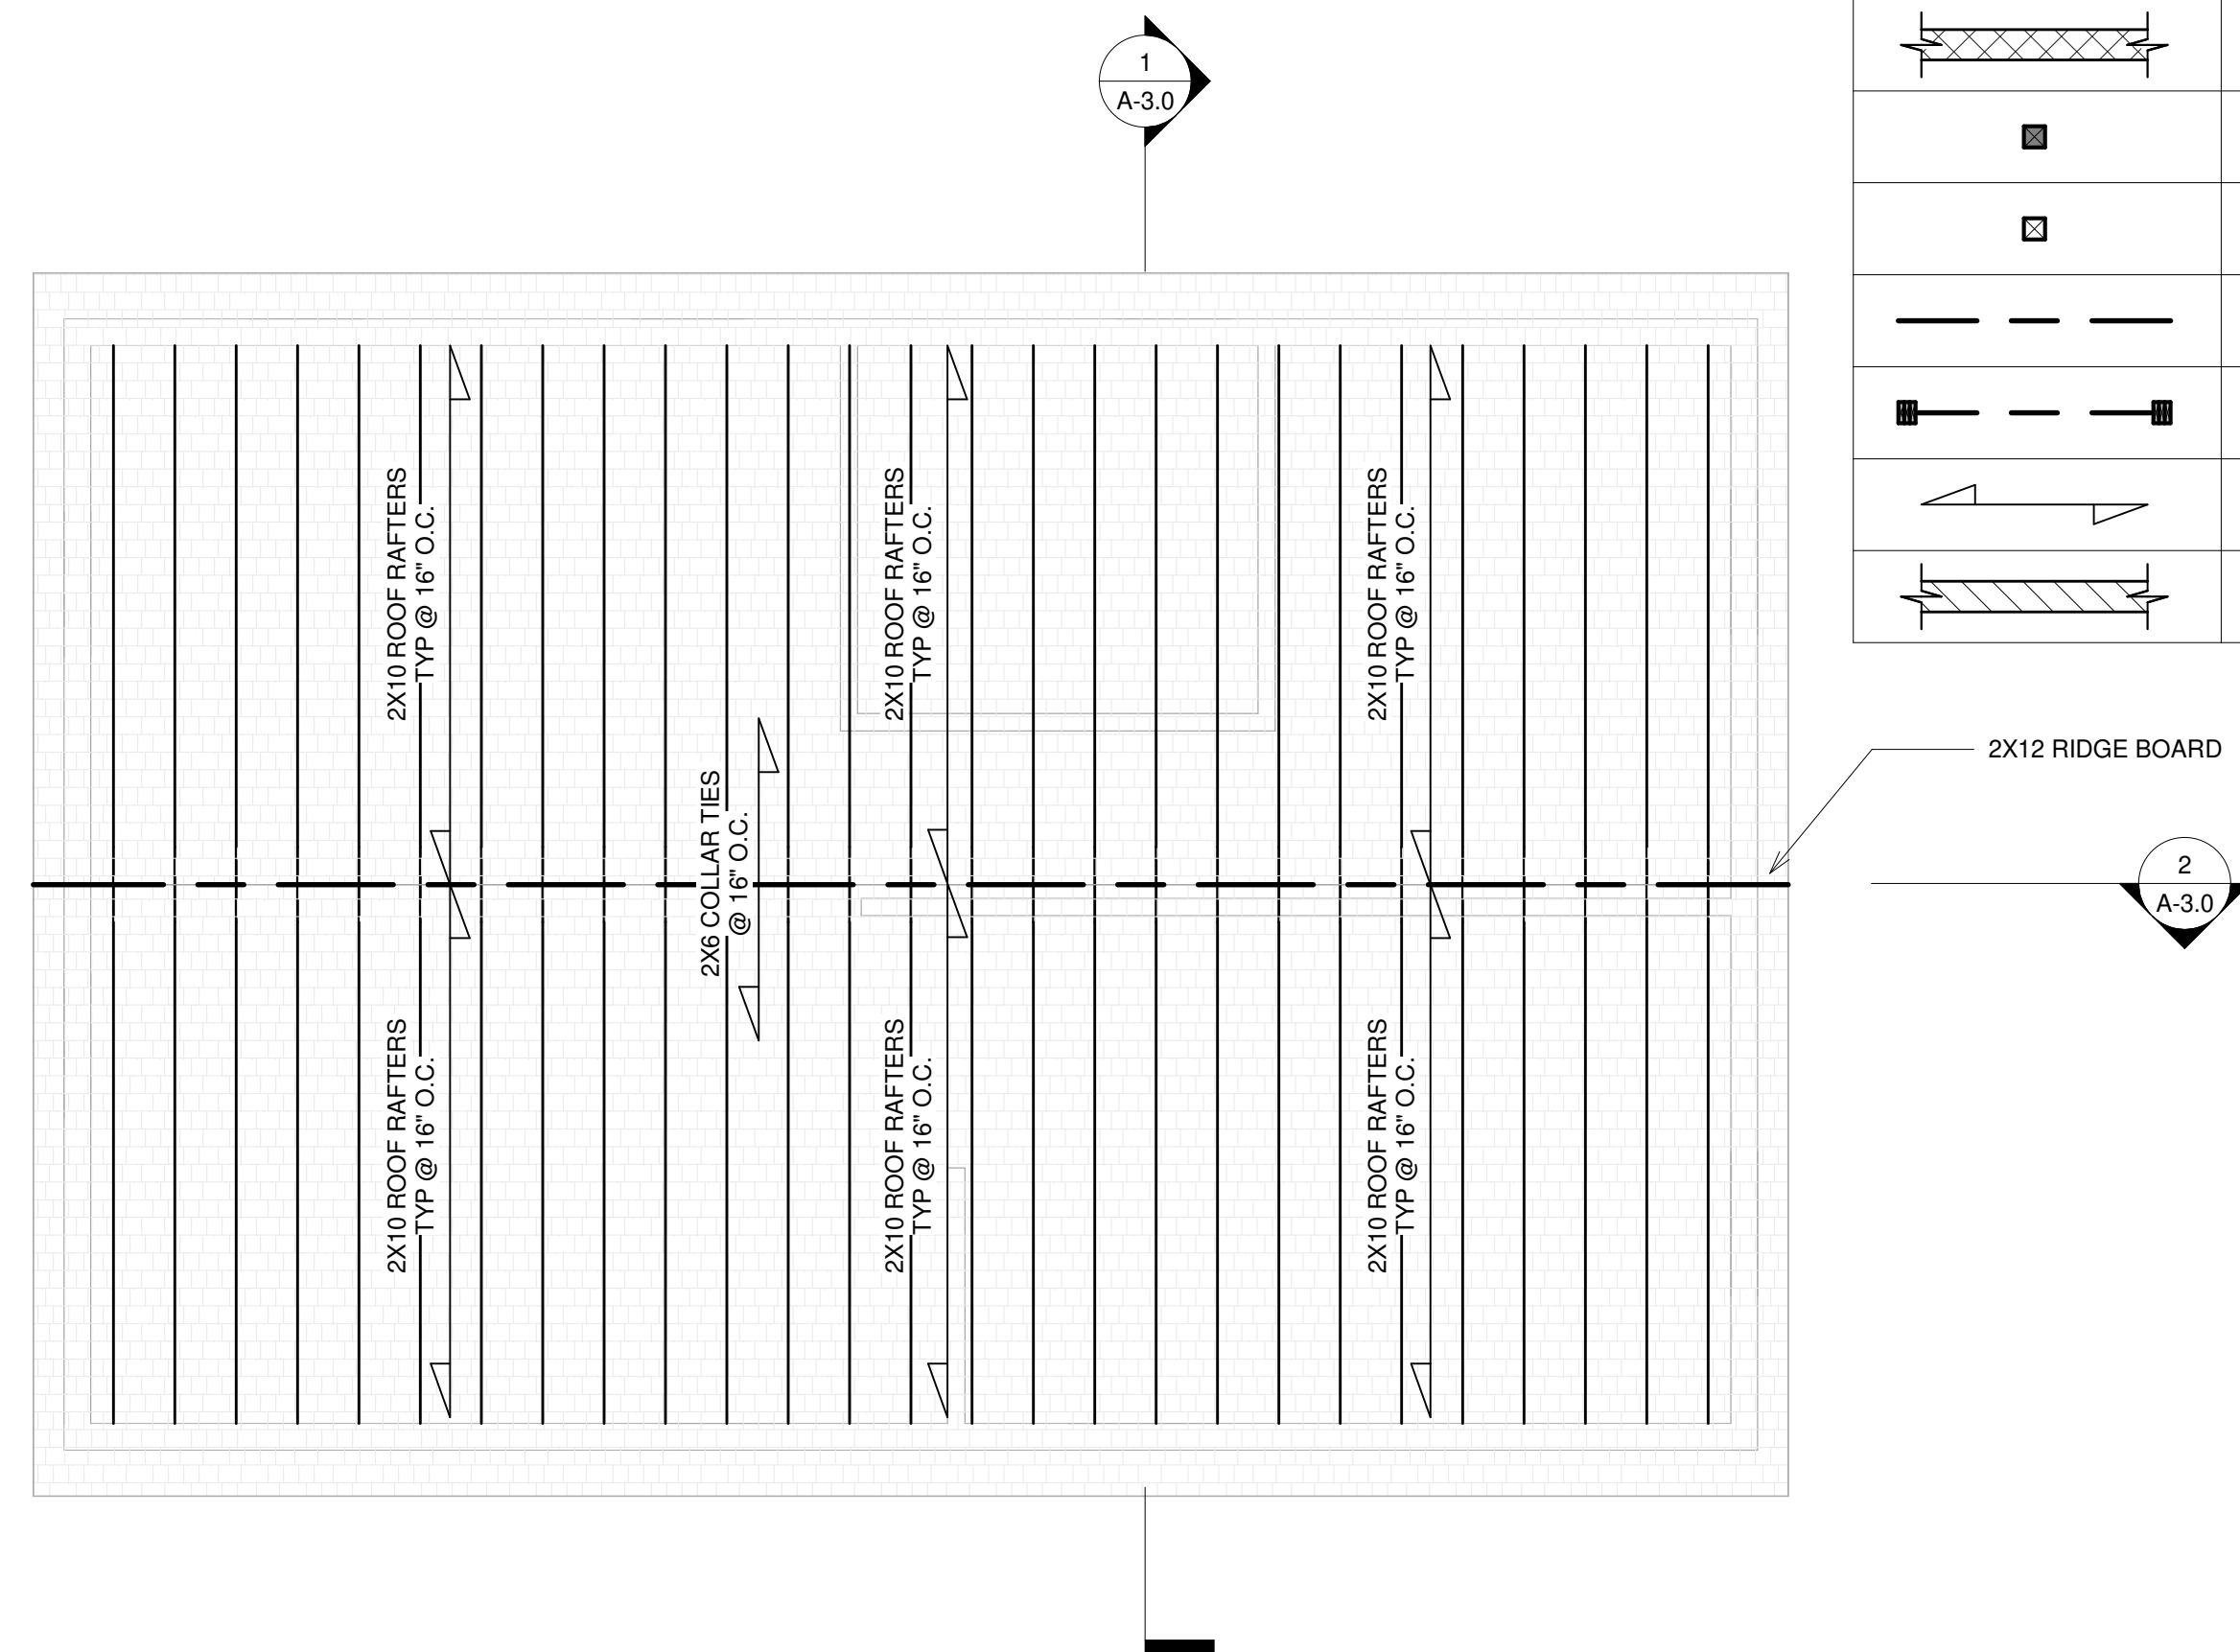 1
A-3.0
2X10 ROOF RAFTERS
TYP @ 16" O.C.
2X10 ROOF RAFTERS
TYP @ 16" O.C.
2X10 ROOF RAFTERS
TYP @ 16" O.C.
2X12 RIDGE BOARD
2X6 COLLAR TIES
@ 16" O.C.
2
A-3.0
2X10 ROOF RAFTERS
TYP @ 16" O.C.
2X10 ROOF RAFTERS
TYP @ 16" O.C.
2X10 ROOF RAFTERS
TYP @ 16" O.C.